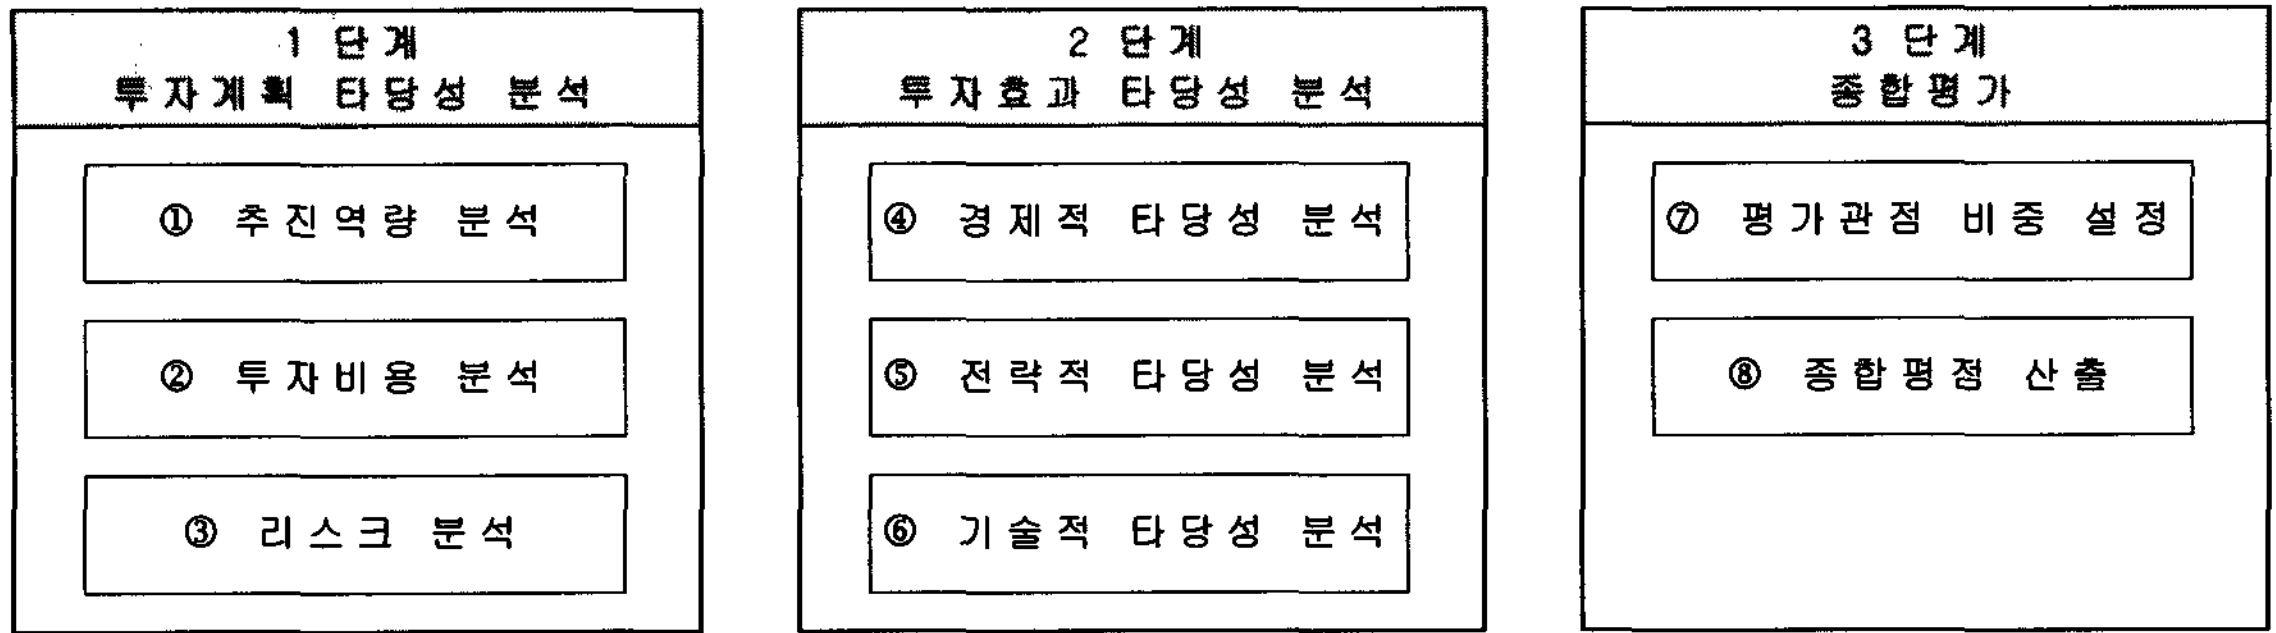 1 단계
투자계획 타당성 분석
① 추진역량 분석
② 투자비용 분석
③ 리스크 분석
2 단계
투자효과 타당성 분석
④ 경제적 타당성 분석
⑤ 전략적 타당성 분석
⑥ 기술적 타당성 분석
3 단계
종합평가
⑦ 평가관점 비중 설정
⑧ 종합평점 산출